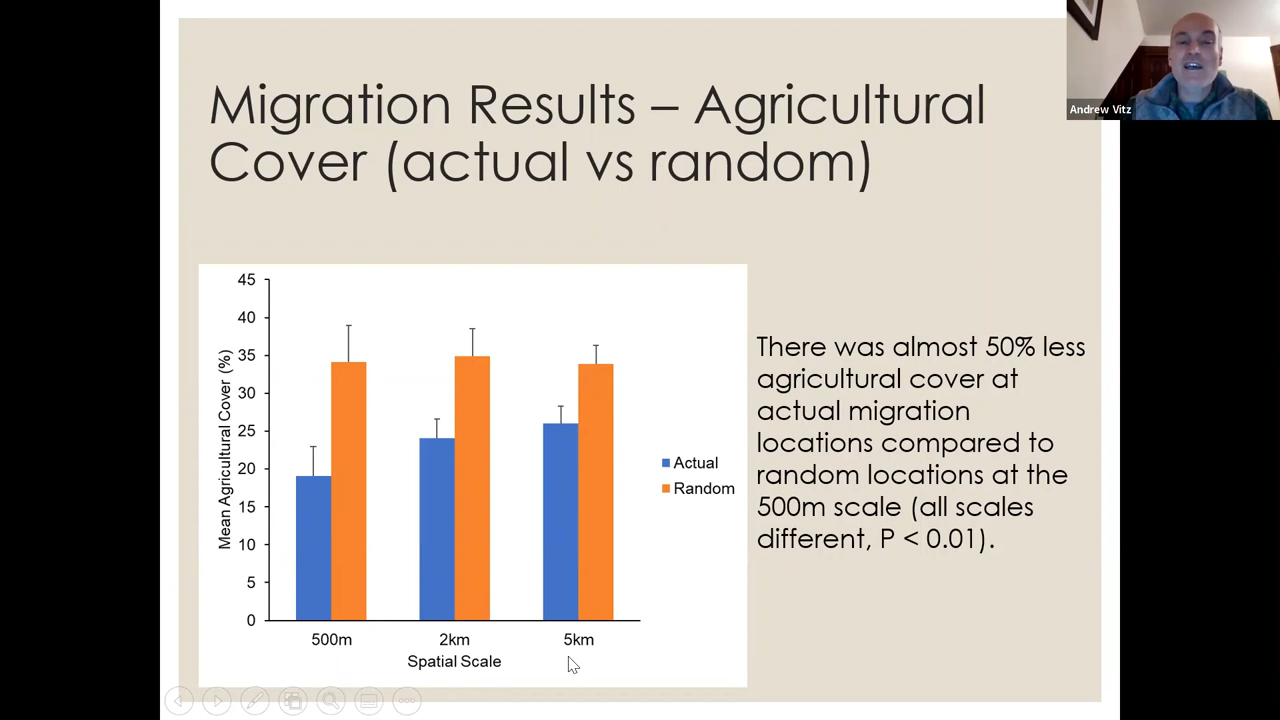 Migration Results – Agricultural
Cover (actual vs random)
Andrew Vitz
45
40
35
30
25
20
15
10
5
0
Mean Agricultural Cover (%)
500m
2km
5km
Spatial Scale
Actual
Random
There was almost 50% less
agricultural cover at
actual migration
locations compared to
random locations at the
500m scale (all scales
different, P < 0.01).